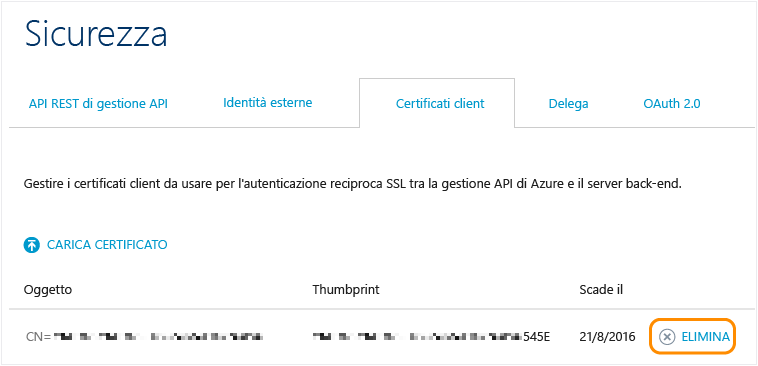 Sicurezza
API REST di gestione API Identità esterne Certificati client Delega OAuth 2.0
Gestire i certificati client da usare per l'autenticazione reciproca SSL tra la gestione API di Azure e il server back-end.
CARICA CERTIFICATO
Oggetto Thumbprint Scade il
CN= 545E 21/8/2016 ELIMINA